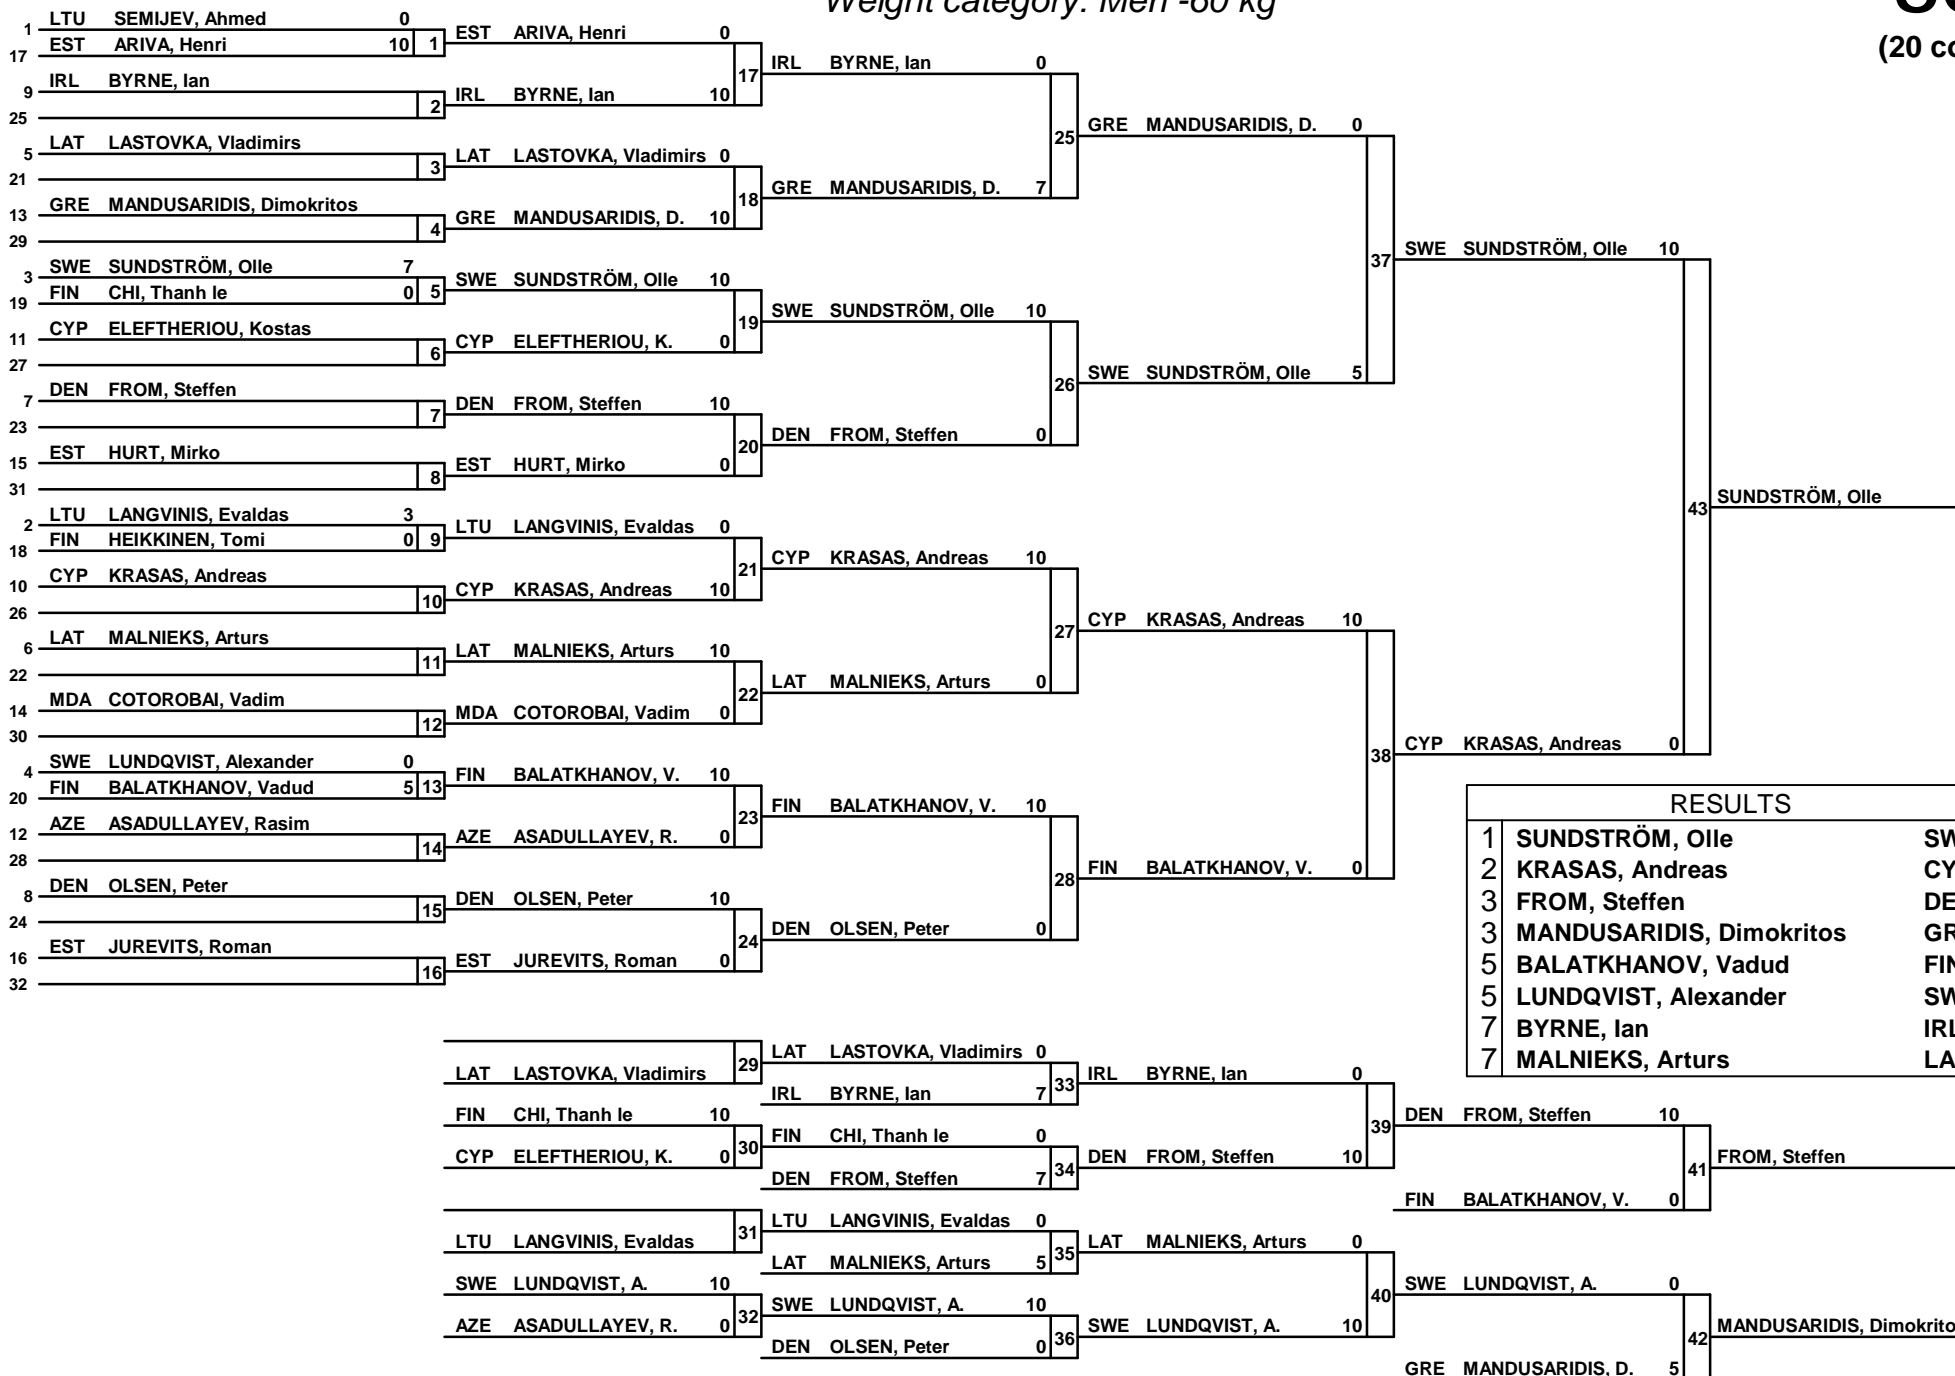 Weight category: Men -60 kg
(20 co
1 LTU SEMIJEV, Ahmed 0
17 EST ARIVA, Henri 10 1
9 IRL BYRNE, Ian
25 2
5 LAT LASTOVKA, Vladimirs
21 3
13 GRE MANDUSARIDIS, Dimokritos
29 4
3 SWE SUNDSTRÖM, Olle 7
19 FIN CHI, Thanh le 0 5
11 CYP ELEFTHERIOU, Kostas
27 6
7 DEN FROM, Steffen
23 7
15 EST HURT, Mirko
31 8
2 LTU LANGVINIS, Evaldas 3
18 FIN HEIKKINEN, Tomi 0 9
10 CYP KRASAS, Andreas
26 10
6 LAT MALNIEKS, Arturs
22 11
14 MDA COTOROBAI, Vadim
30 12
4 SWE LUNDQVIST, Alexander 0
20 FIN BALATKHANOV, Vadud 5 13
12 AZE ASADULLAYEV, Rasim
28 14
8 DEN OLSEN, Peter
24 15
16 EST JUREVITS, Roman
32 16
EST ARIVA, Henri 0
17
IRL BYRNE, Ian 10
LAT LASTOVKA, Vladimirs 0
18
GRE MANDUSARIDIS, D. 10
SWE SUNDSTRÖM, Olle 10
19
CYP ELEFTHERIOU, K. 0
DEN FROM, Steffen 10
20
EST HURT, Mirko 0
LTU LANGVINIS, Evaldas 0
21
CYP KRASAS, Andreas 10
LAT MALNIEKS, Arturs 10
22
MDA COTOROBAI, Vadim 0
FIN BALATKHANOV, V. 10
23
AZE ASADULLAYEV, R. 0
DEN OLSEN, Peter 10
24
EST JUREVITS, Roman 0
IRL BYRNE, Ian 0
25
GRE MANDUSARIDIS, D. 7
SWE SUNDSTRÖM, Olle 10
26
DEN FROM, Steffen 0
CYP KRASAS, Andreas 10
27
LAT MALNIEKS, Arturs 0
FIN BALATKHANOV, V. 10
28
DEN OLSEN, Peter 0
GRE MANDUSARIDIS, D. 0
37
SWE SUNDSTRÖM, Olle 5
CYP KRASAS, Andreas 10
38
FIN BALATKHANOV, V. 0
SWE SUNDSTRÖM, Olle 10
43
CYP KRASAS, Andreas 0
SUNDSTRÖM, Olle
RESULTS
1 SUNDSTRÖM, Olle SW
2 KRASAS, Andreas CY
3 FROM, Steffen DE
3 MANDUSARIDIS, Dimokritos GR
5 BALATKHANOV, Vadud FIN
5 LUNDQVIST, Alexander SW
7 BYRNE, Ian IRL
7 MALNIEKS, Arturs LA
29
LAT LASTOVKA, Vladimirs
FIN CHI, Thanh le 10
30
CYP ELEFTHERIOU, K. 0
31
LTU LANGVINIS, Evaldas
SWE LUNDQVIST, A. 10
32
AZE ASADULLAYEV, R. 0
LAT LASTOVKA, Vladimirs 0
33
IRL BYRNE, Ian 7
FIN CHI, Thanh le 0
34
DEN FROM, Steffen 7
LTU LANGVINIS, Evaldas 0
35
LAT MALNIEKS, Arturs 5
SWE LUNDQVIST, A. 10
36
DEN OLSEN, Peter 0
IRL BYRNE, Ian 0
39
DEN FROM, Steffen 10
LAT MALNIEKS, Arturs 0
40
SWE LUNDQVIST, A. 10
DEN FROM, Steffen 10
41
FIN BALATKHANOV, V. 0
FROM, Steffen
SWE LUNDQVIST, A. 0
42
GRE MANDUSARIDIS, D. 5
MANDUSARIDIS, Dimokrito